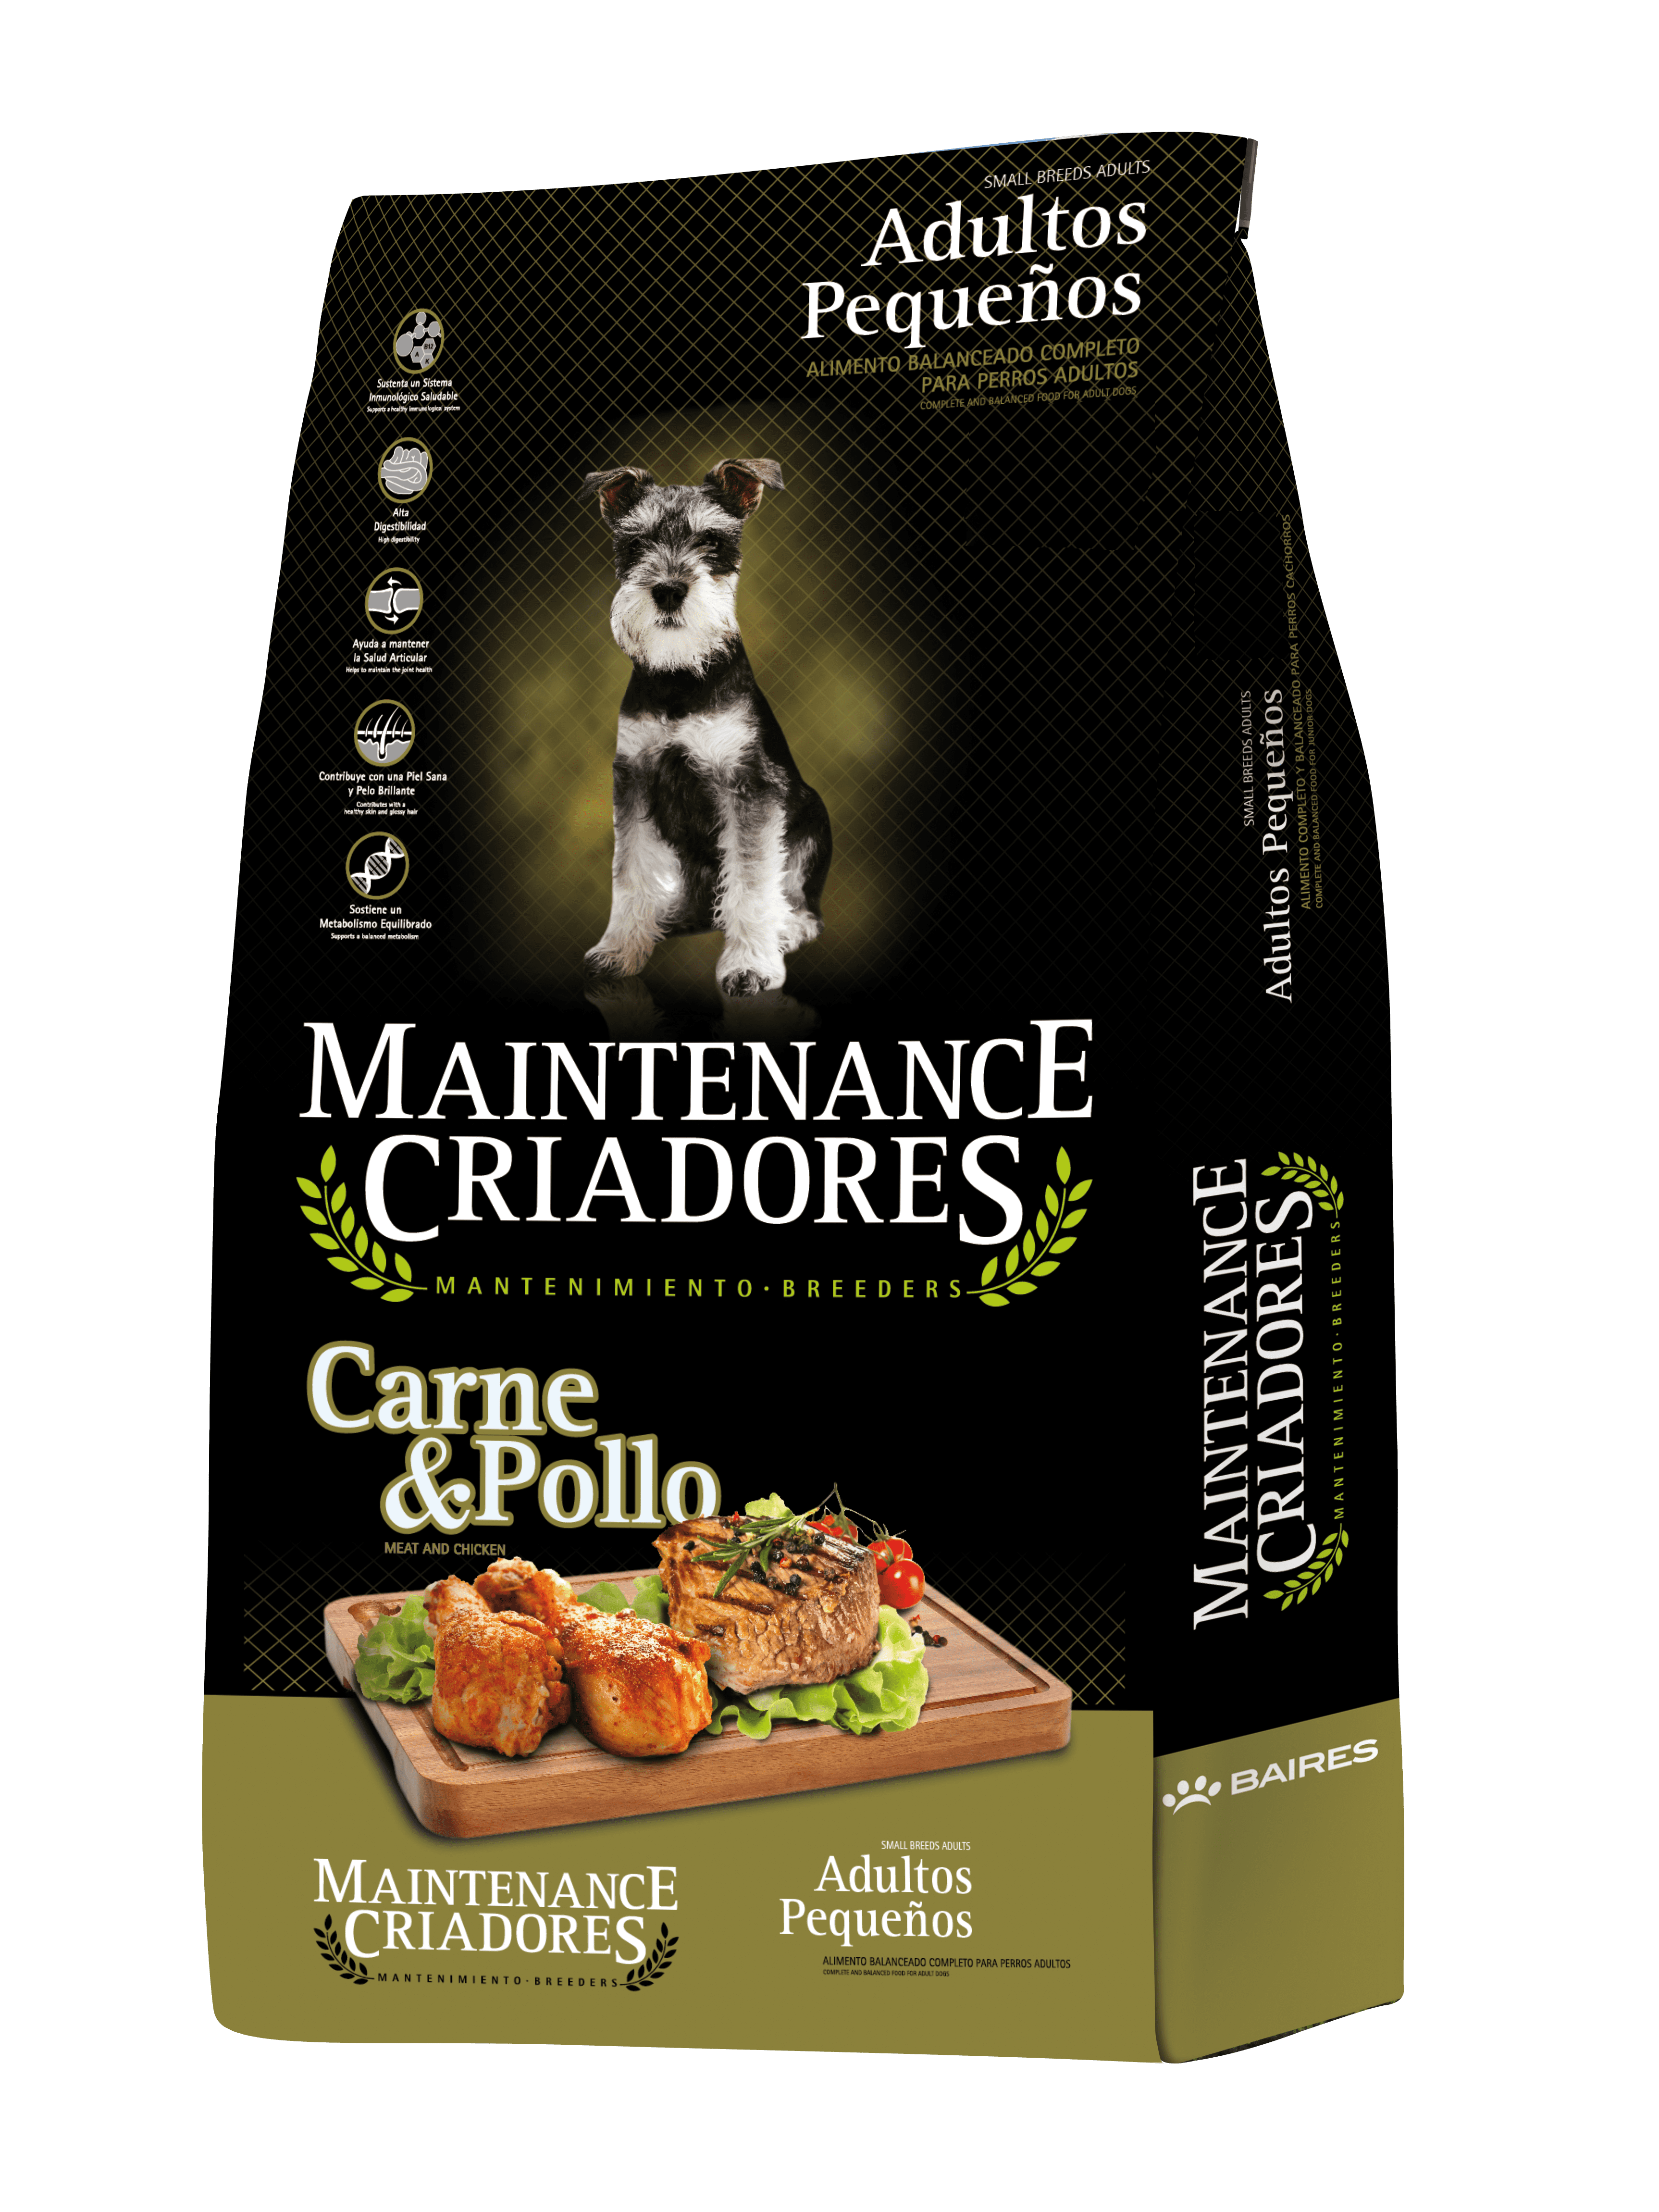 SMALL BREEDS ADULTS
Adultos
Pequeños
ALIMENTO BALANCEADO COMPLETO
PARA PERROS ADULTOS
COMPLETE AND BALANCED FOOD FOR ADULT DOGS
B12
A
K
Sustenta un Sistema
Inmunológico Saludable
Supports a healthy immunological system
Alta
Digestibilidad
High digestibility
Ayuda a mantener
la Salud Articular
Helps to maintain the joint health
Contribuye con una Piel Sana
y Pelo Brillante
Contributes with a
healthy skin and glossy hair
Sostiene un
Metabolismo Equilibrado
Supports a balanced metabolism
MAINTENANCE
CRIADORES
MANTENIMIENTO · BREEDERS
Carne
&Pollo
MEAT AND CHICKEN
MAINTENANCE
CRIADORES
MANTENIMIENTO · BREEDERS
SMALL BREEDS ADULTS
Adultos
Pequeños
ALIMENTO BALANCEADO COMPLETO PARA PERROS ADULTOS
COMPLETE AND BALANCED FOOD FOR ADULT DOGS
SMALL BREEDS ADULTS
Adultos Pequeños
ALIMENTO COMPLETO Y BALANCEADO PARA PERROS CACHORROS
COMPLETE AND BALANCED FOOD FOR JUNIOR DOGS
MAINTENANCE
CRIADORES
MANTENIMIENTO · BREEDERS
BAIRES